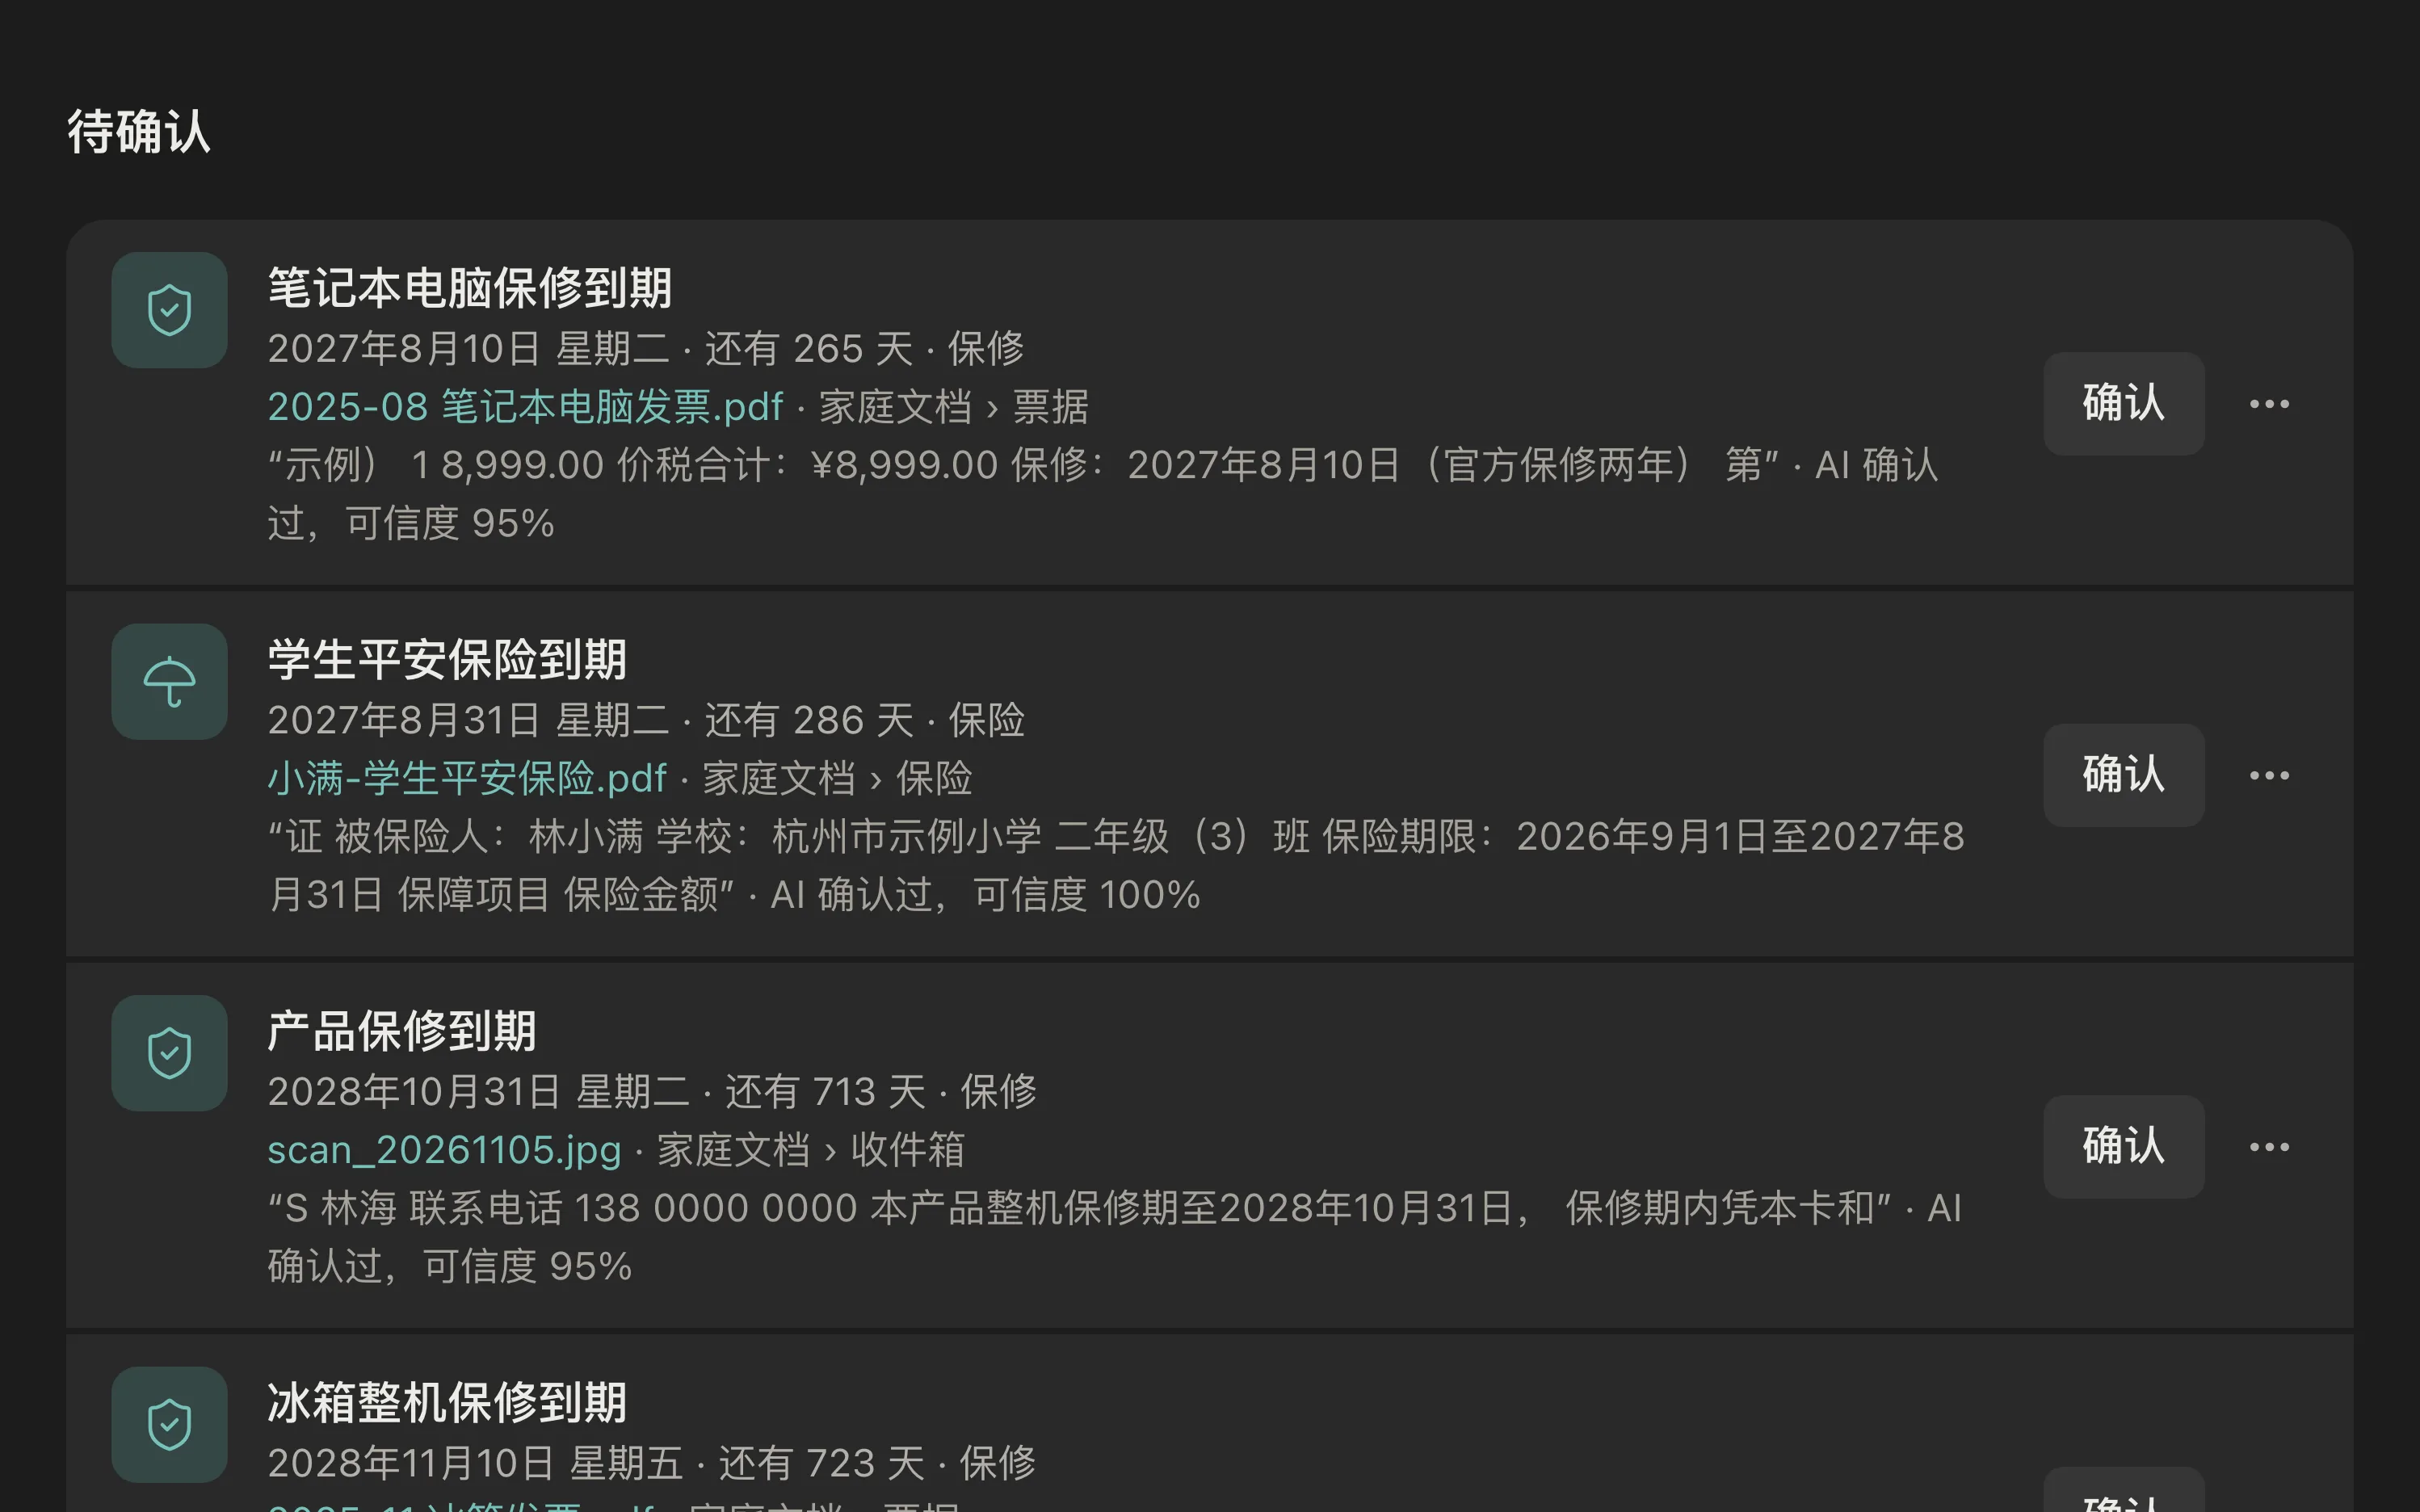 待确认
笔记本电脑保修到期
2027年8月10日 星期二 · 还有 265 天 · 保修
2025-08 笔记本电脑发票.pdf · 家庭文档 › 票据
“示例） 1 8,999.00 价税合计：¥8,999.00 保修：2027年8月10日（官方保修两年） 第” · AI 确认
过，可信度 95%
确认
学生平安保险到期
2027年8月31日 星期二 · 还有 286 天 · 保险
小满-学生平安保险.pdf · 家庭文档 › 保险
“证 被保险人：林小满 学校：杭州市示例小学 二年级（3）班 保险期限：2026年9月1日至2027年8
月31日 保障项目 保险金额” · AI 确认过，可信度 100%
确认
产品保修到期
2028年10月31日 星期二 · 还有 713 天 · 保修
scan_20261105.jpg · 家庭文档 › 收件箱
“S 林海 联系电话 138 0000 0000 本产品整机保修期至2028年10月31日， 保修期内凭本卡和” · AI
确认过，可信度 95%
确认
冰箱整机保修到期
2028年11月10日 星期五 · 还有 723 天 · 保修